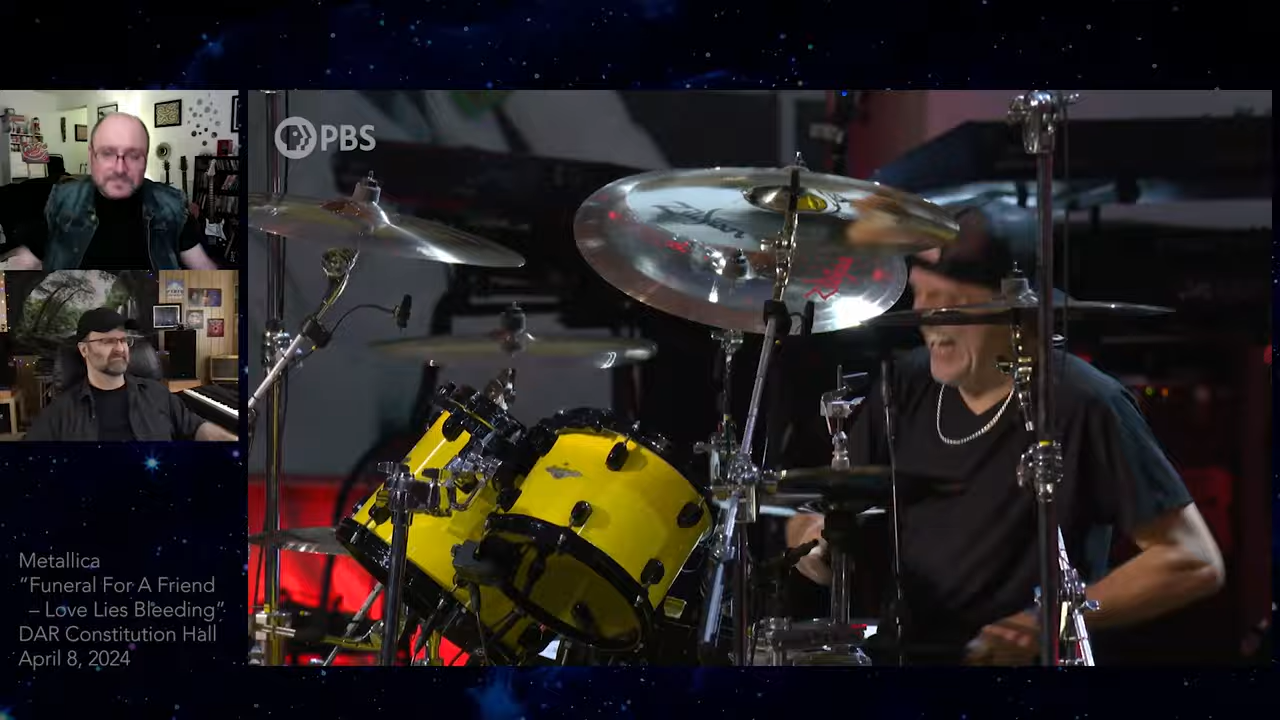 PBS
Zildjian
Metallica
“Funeral For A Friend
– Love Lies Bleeding”
DAR Constitution Hall
April 8, 2024